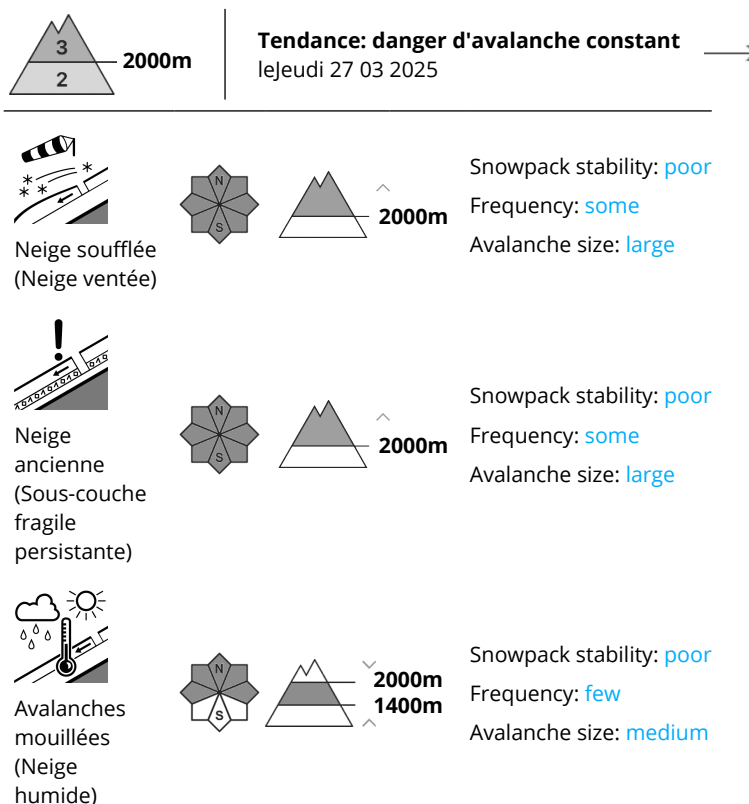 3
2
2000m
Tendance: danger d'avalanche constant
leJeudi 27 03 2025
Neige soufflée
(Neige ventée)
N
S
2000m
Snowpack stability: poor
Frequency: some
Avalanche size: large
Neige
ancienne
(Sous-couche
fragile
persistante)
N
S
2000m
Snowpack stability: poor
Frequency: some
Avalanche size: large
Avalanches
mouillées
(Neige
humide)
N
S
2000m
1400m
Snowpack stability: poor
Frequency: few
Avalanche size: medium